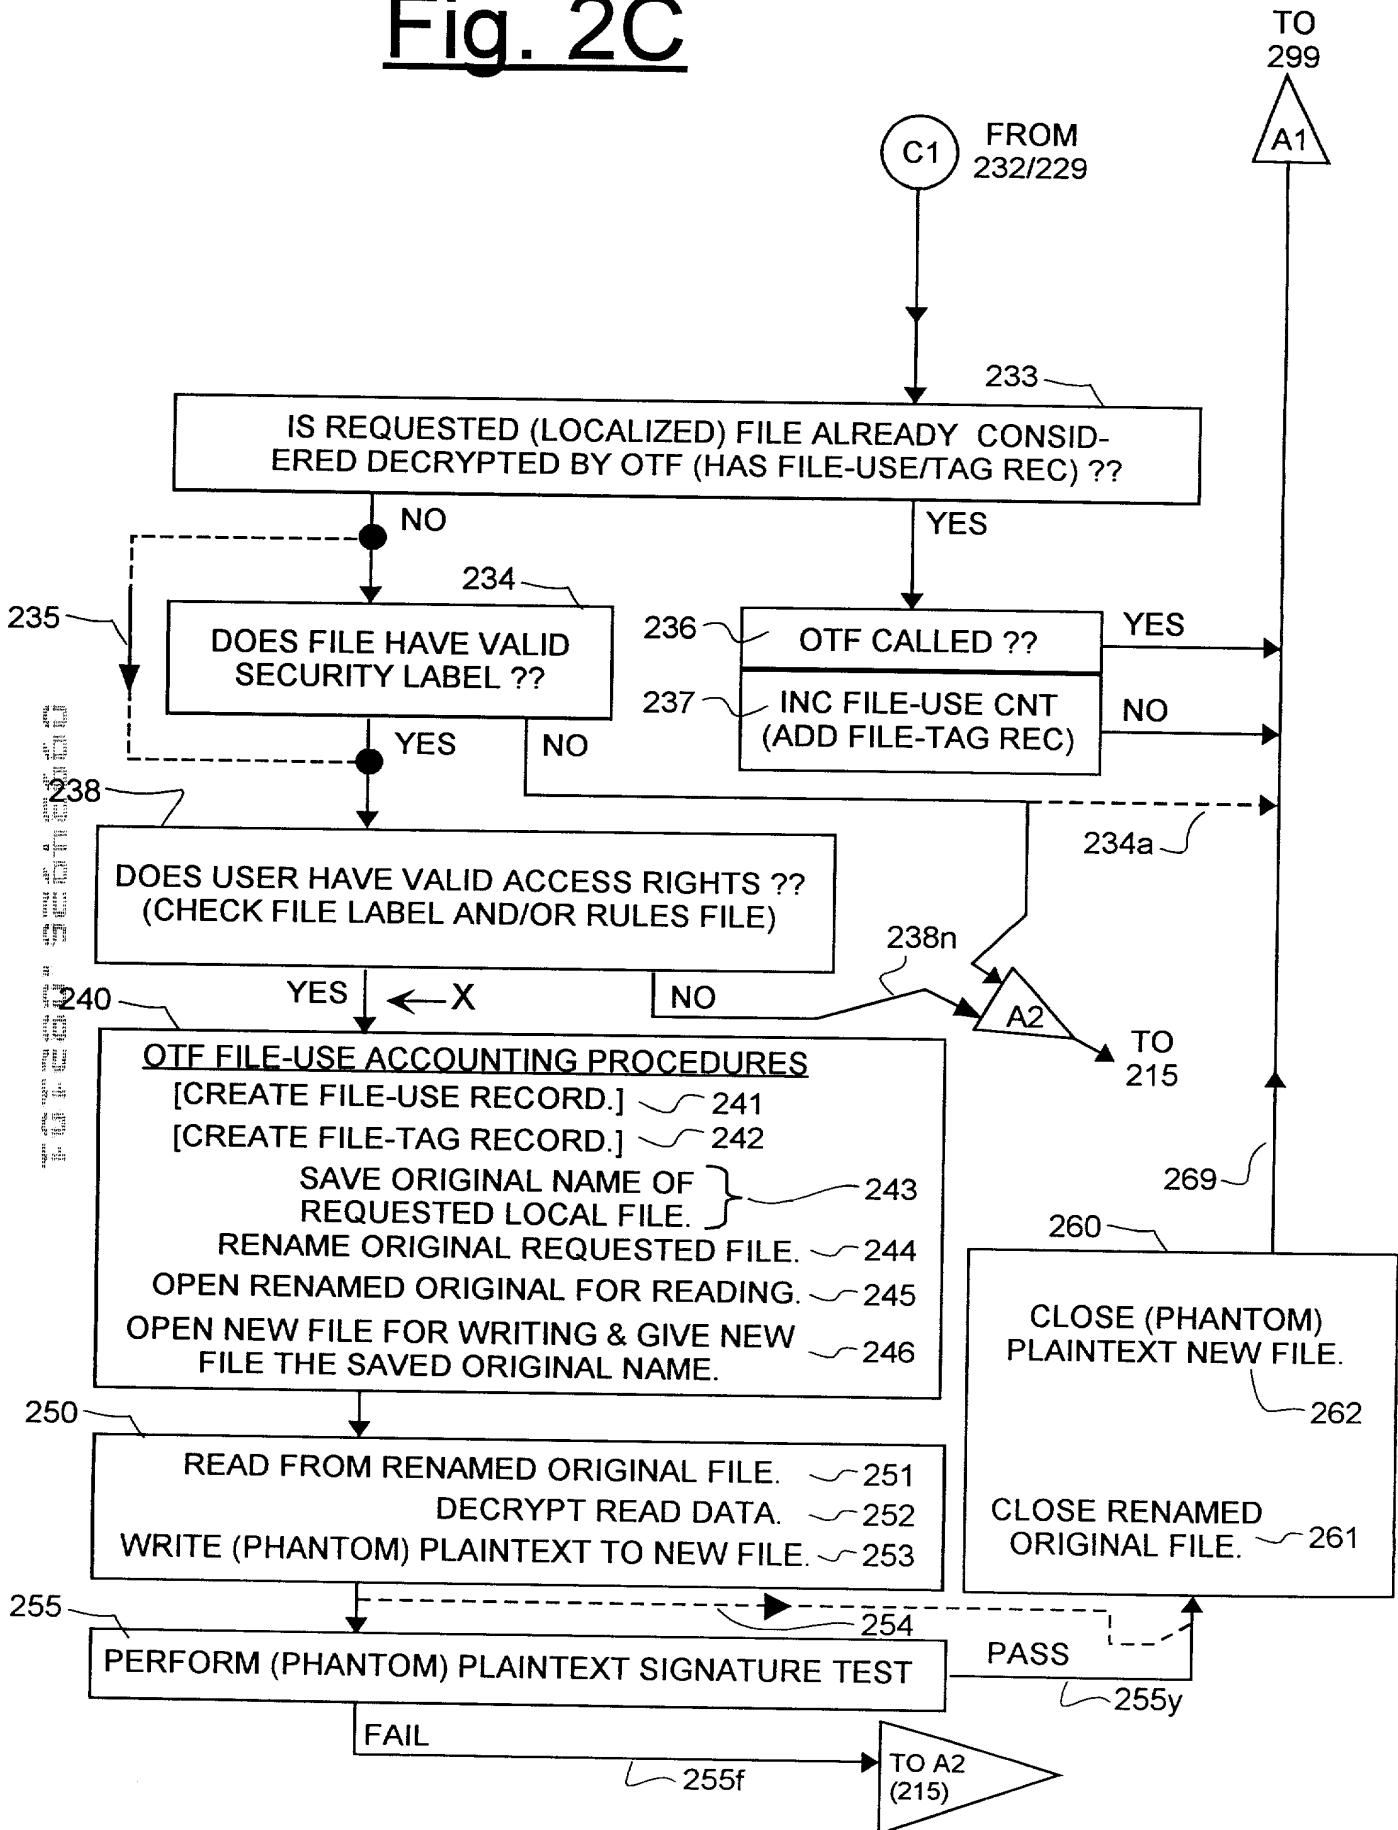 Fig. 2C
TO
299
A1
C1
FROM
232/229
233
IS REQUESTED (LOCALIZED) FILE ALREADY CONSID-
ERED DECRYPTED BY OTF (HAS FILE-USE/TAG REC) ??
NO
YES
234
235
DOES FILE HAVE VALID
SECURITY LABEL ??
236
OTF CALLED ??
YES
237
INC FILE-USE CNT
(ADD FILE-TAG REC)
NO
YES
NO
234a
238
DOES USER HAVE VALID ACCESS RIGHTS ??
(CHECK FILE LABEL AND/OR RULES FILE)
238n
YES
X
NO
A2
TO
215
240
OTF FILE-USE ACCOUNTING PROCEDURES
[CREATE FILE-USE RECORD.] 241
[CREATE FILE-TAG RECORD.] 242
SAVE ORIGINAL NAME OF
REQUESTED LOCAL FILE. 243
RENAME ORIGINAL REQUESTED FILE. 244
OPEN RENAMED ORIGINAL FOR READING. 245
OPEN NEW FILE FOR WRITING & GIVE NEW
FILE THE SAVED ORIGINAL NAME. 246
269
260
CLOSE (PHANTOM)
PLAINTEXT NEW FILE.
262
CLOSE RENAMED
ORIGINAL FILE. 261
250
READ FROM RENAMED ORIGINAL FILE. 251
DECRYPT READ DATA. 252
WRITE (PHANTOM) PLAINTEXT TO NEW FILE. 253
254
255
PERFORM (PHANTOM) PLAINTEXT SIGNATURE TEST
PASS
255y
FAIL
255f
TO A2
(215)